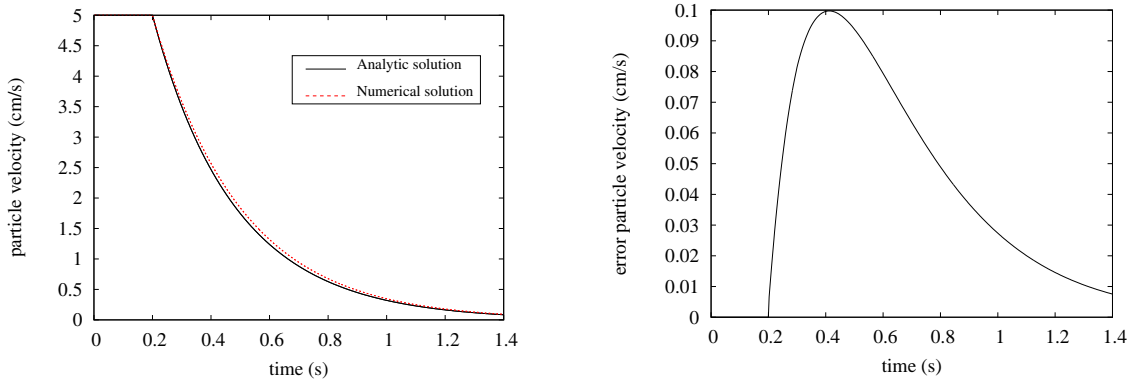 5
4.5
4
3.5
3
2.5
2
1.5
1
0.5
0
particle velocity (cm/s)
Analytic solution
Numerical solution
0 0.2 0.4 0.6 0.8 1 1.2 1.4
time (s)
0.1
0.09
0.08
0.07
0.06
0.05
0.04
0.03
0.02
0.01
0
error particle velocity (cm/s)
0 0.2 0.4 0.6 0.8 1 1.2 1.4
time (s)